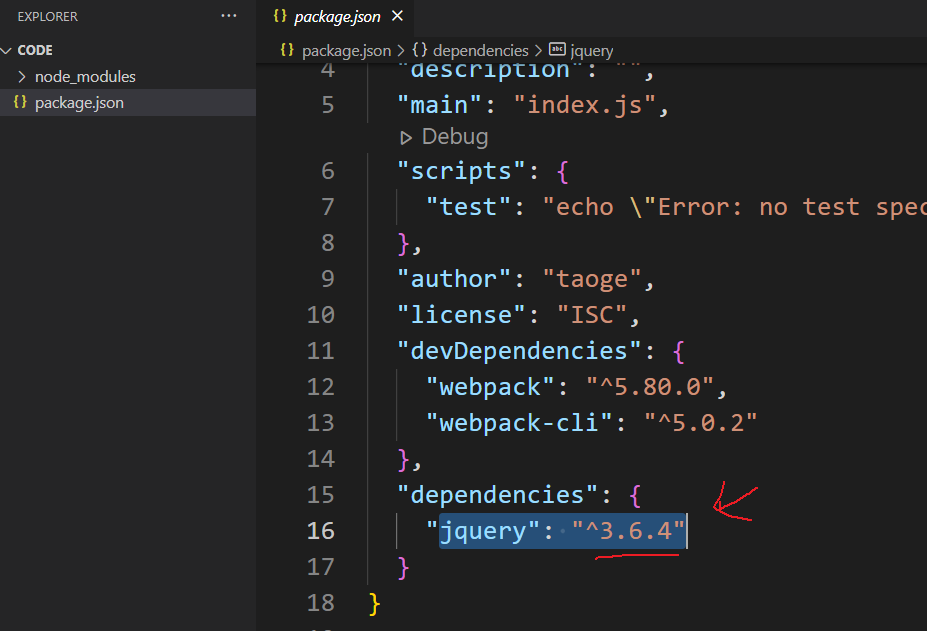 EXPLORER
···
CODE
node_modules
{} package.json
{} package.json ×
{} package.json > {} dependencies > abc jquery
4 "description": "",
5 "main": "index.js",
Debug
6 "scripts": {
7 "test": "echo \"Error: no test spec
8 },
9 "author": "taoge",
10 "license": "ISC",
11 "devDependencies": {
12 "webpack": "^5.80.0",
13 "webpack-cli": "^5.0.2"
14 },
15 "dependencies": {
16 "jquery": "^3.6.4"
17 }
18 }